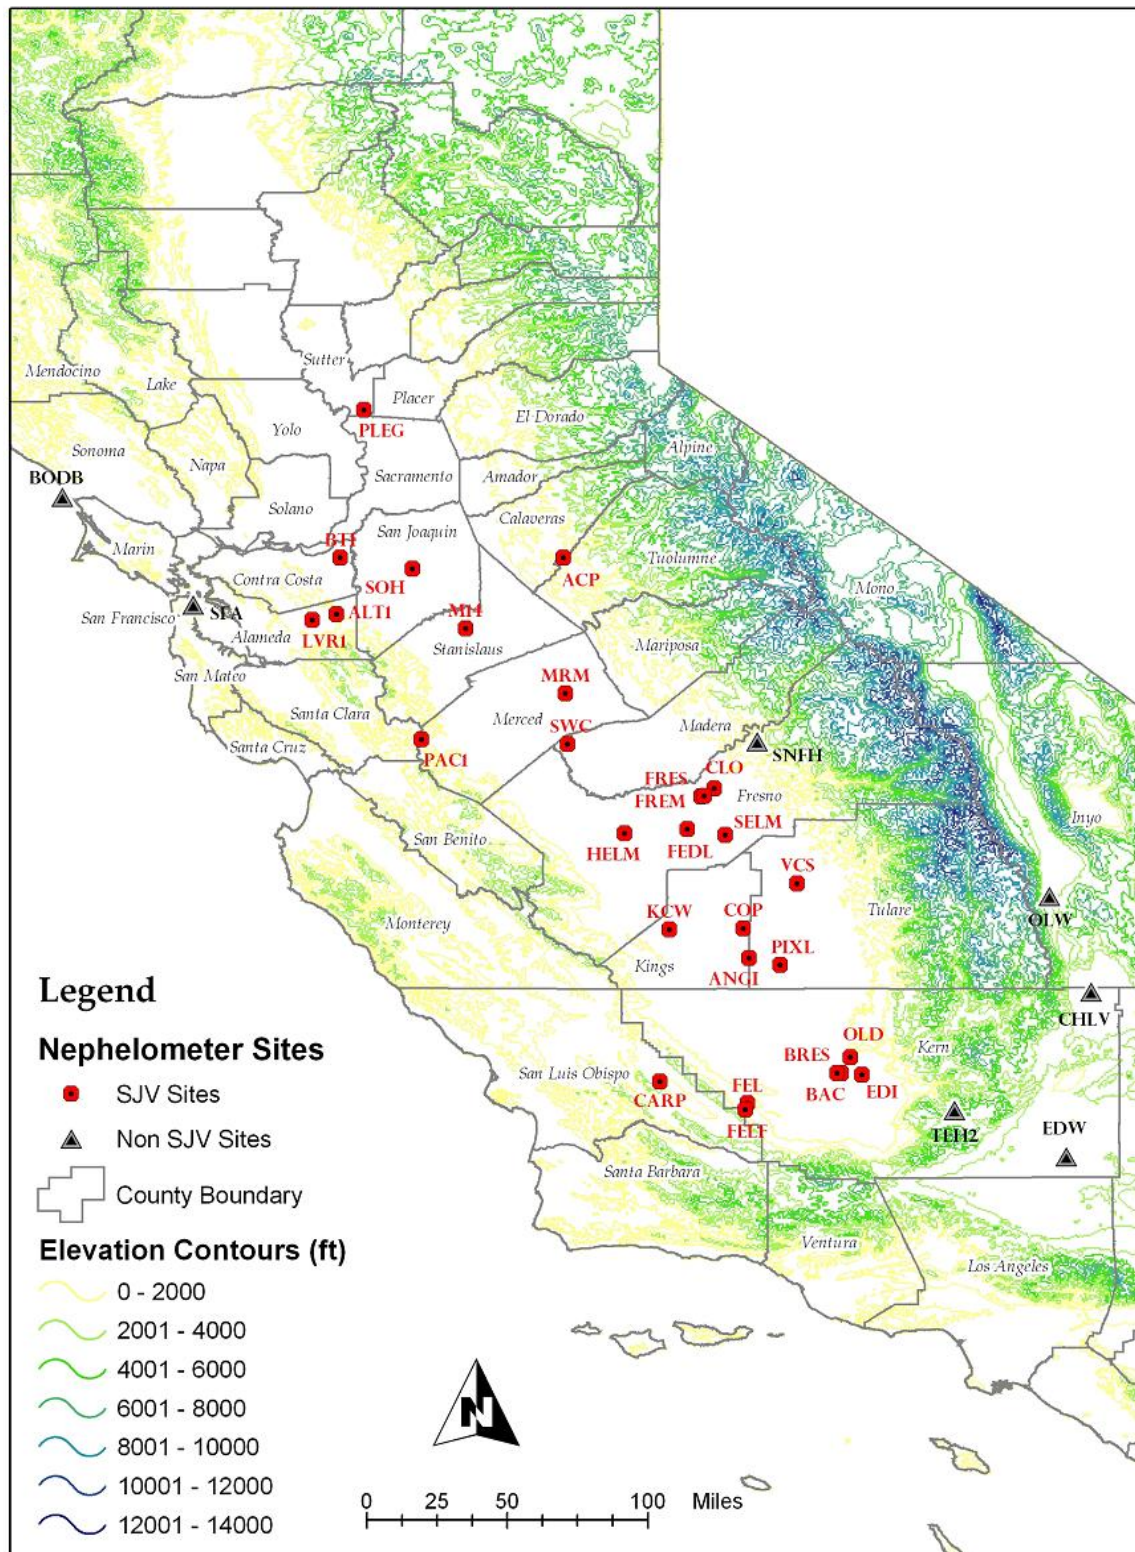 Sutter
Mendocino
Lake
Placer
PLEG
El Dorado
Yolo
Sonoma
Napa
Alpine
BODB
Sacramento
Amador
Solano
Calaveras
San Joaquin
Marin
BTI
Tuolumne
Contra Costa
SOH
ACP
Mono
San Francisco
SFA
ALT1
Alameda
LVR1
M14
Stanislaus
Mariposa
San Mateo
MRM
Santa Clara
Merced
SWC
Madera
Santa Cruz
PAC1
SNFH
CLO
FRES
FREM
Fresno
Inyo
San Benito
SELM
HELM
FEDL
VCS
Monterey
KCW
COP
Tulare
OLW
Kings
PIXL
ANGI
CHLV
OLD
Kern
BRES
San Luis Obispo
CARP
FEL
BAC
EDI
FELF
TEH2
EDW
Santa Barbara
Ventura
Los Angeles
Legend
Nephelometer Sites
SJV Sites
Non SJV Sites
County Boundary
Elevation Contours (ft)
0 - 2000
2001 - 4000
4001 - 6000
6001 - 8000
8001 - 10000
10001 - 12000
12001 - 14000
N
0 25 50 100 Miles